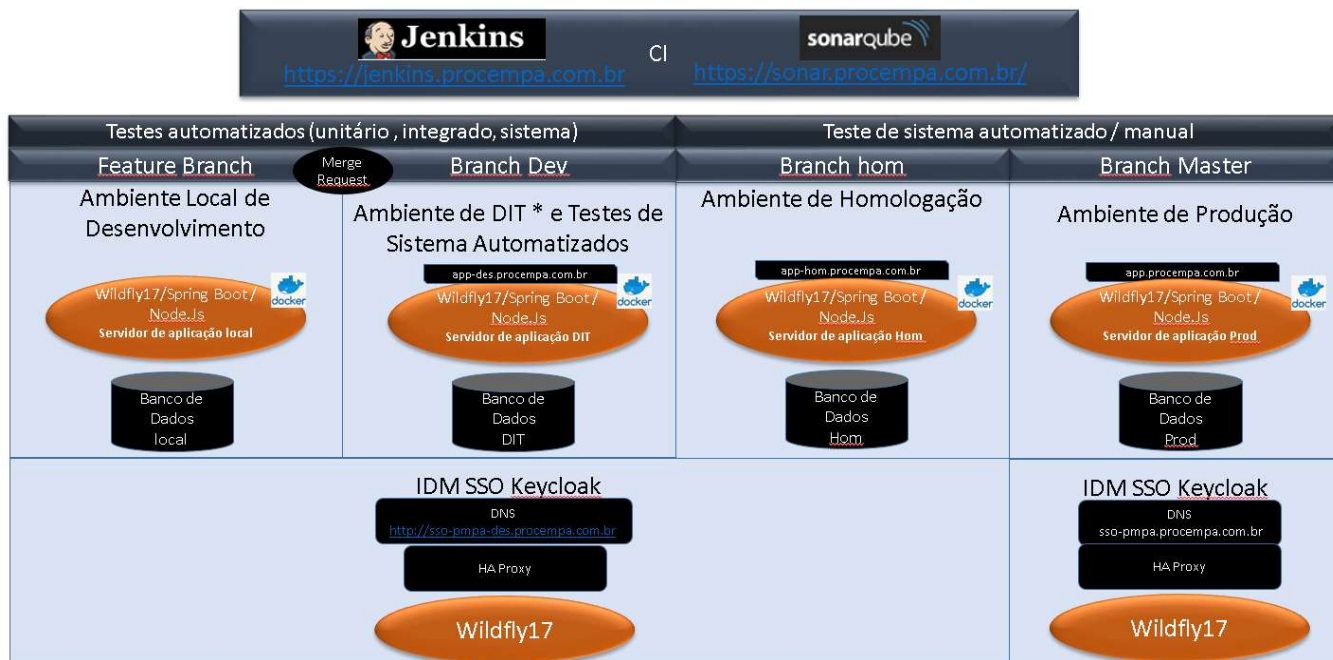 Jenkins
https://jenkins.procempa.com.br
CI
sonarqube
https://sonar.procempa.com.br/
Testes automatizados (unitário , integrado, sistema)
Teste de sistema automatizado / manual
Feature Branch
Merge
Request
Branch Dev
Branch hom
Branch Master
Ambiente Local de
Desenvolvimento
Ambiente de DIT * e Testes de
Sistema Automatizados
Ambiente de Homologação
Ambiente de Produção
Wildfly17/Spring Boot/
Node.Js
Servidor de aplicação local
docker
app-des.procempa.com.br
Wildfly17/Spring Boot/
Node.Js
Servidor de aplicação DIT
docker
app-hom.procempa.com.br
Wildfly17/Spring Boot/
Node.Js
Servidor de aplicação Hom
docker
app.procempa.com.br
Wildfly17/Spring Boot/
Node.Js
Servidor de aplicação Prod
docker
Banco de
Dados
local
Banco de
Dados
DIT
Banco de
Dados
Hom
Banco de
Dados
Prod
IDM SSO Keycloak
DNS
http://sso-pmpa-des.procempa.com.br
HA Proxy
Wildfly17
IDM SSO Keycloak
DNS
sso-pmpa.procempa.com.br
HA Proxy
Wildfly17